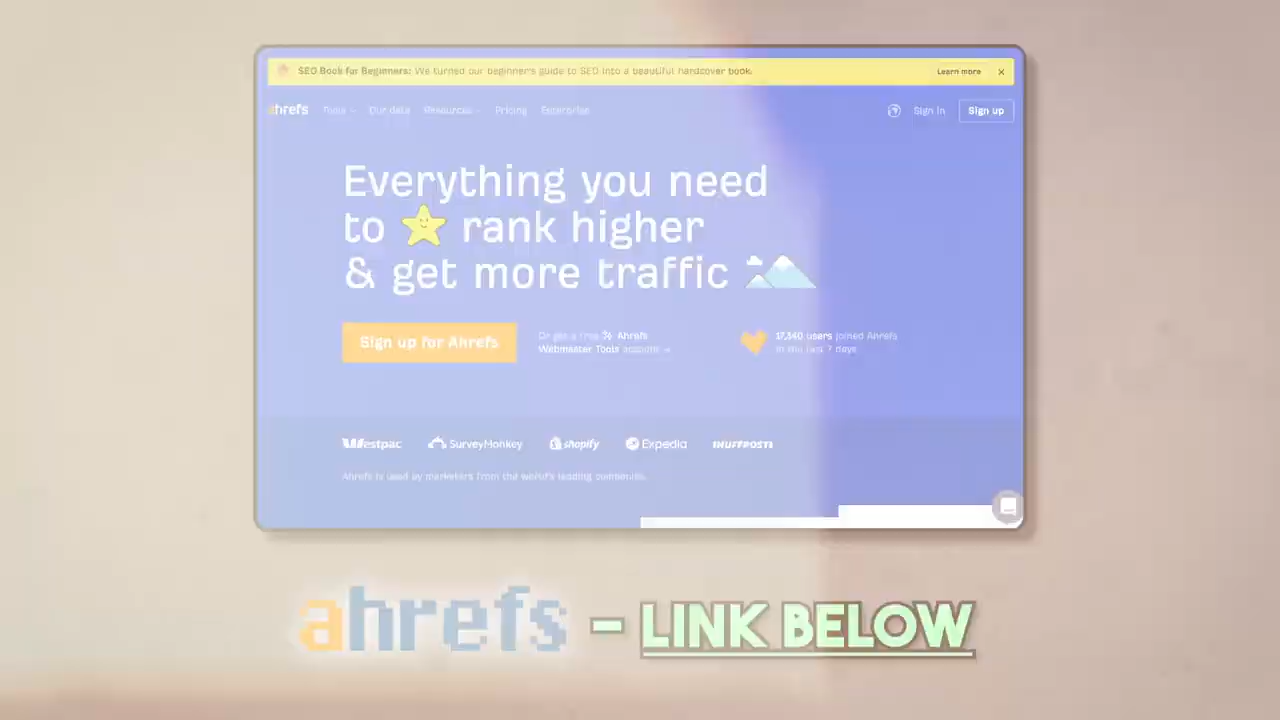 SEO Book for Beginners: We turned our beginner's guide to SEO into a beautiful hardcover book. Learn more ×
ahrefs Tools Our data Resources Pricing Enterprise Sign in Sign up
Everything you need
to rank higher
& get more traffic
Sign up for Ahrefs
Or get a free Ahrefs
Webmaster Tools account →
17,340 users joined Ahrefs
in the last 7 days
Westpac SurveyMonkey shopify Expedia HUFFPOST
Ahrefs is used by marketers from the world's leading companies.
ahrefs - LINK BELOW